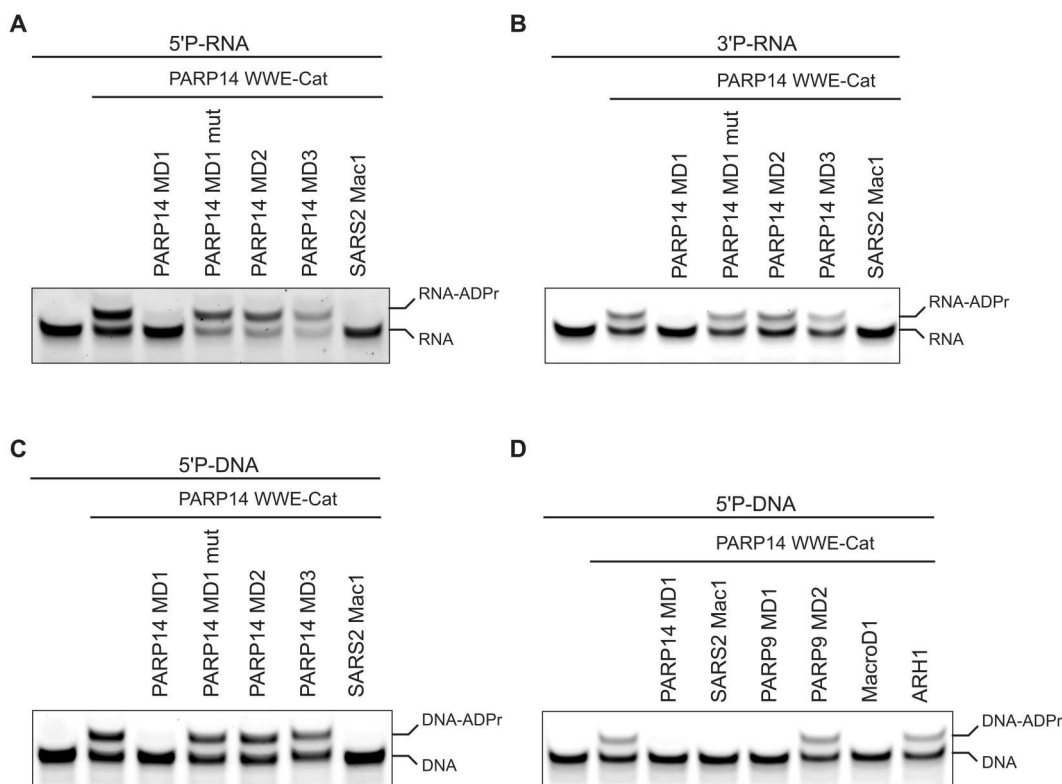 A
5'P-RNA
PARP14 WWE-Cat
PARP14 MD1
PARP14 MD1 mut
PARP14 MD2
PARP14 MD3
SARS2 Mac1
RNA-ADPr
RNA
B
3'P-RNA
PARP14 WWE-Cat
PARP14 MD1
PARP14 MD1 mut
PARP14 MD2
PARP14 MD3
SARS2 Mac1
RNA-ADPr
RNA
C
5'P-DNA
PARP14 WWE-Cat
PARP14 MD1
PARP14 MD1 mut
PARP14 MD2
PARP14 MD3
SARS2 Mac1
DNA-ADPr
DNA
D
5'P-DNA
PARP14 WWE-Cat
PARP14 MD1
SARS2 Mac1
PARP9 MD1
PARP9 MD2
MacroD1
ARH1
DNA-ADPr
DNA